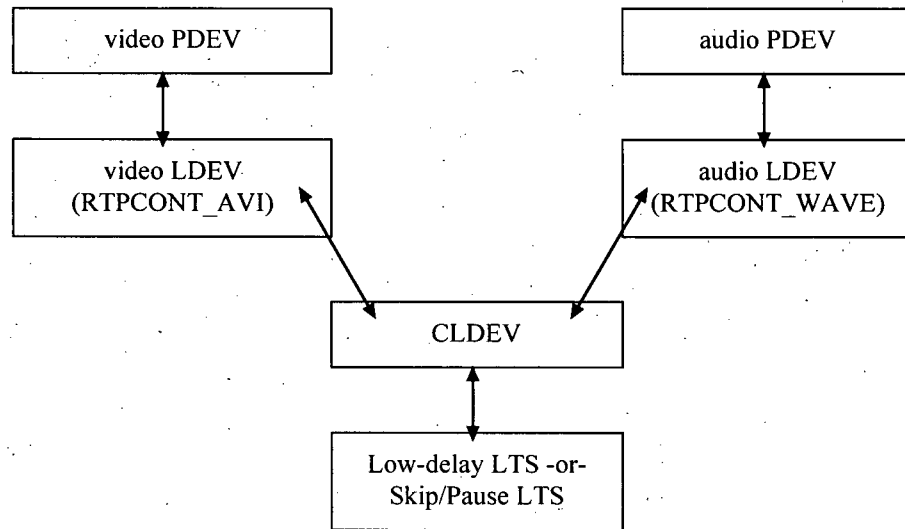 video PDEV
audio PDEV
video LDEV
(RTPCONT_AVI)
audio LDEV
(RTPCONT_WAVE)
CLDEV
Low-delay LTS -or-
Skip/Pause LTS